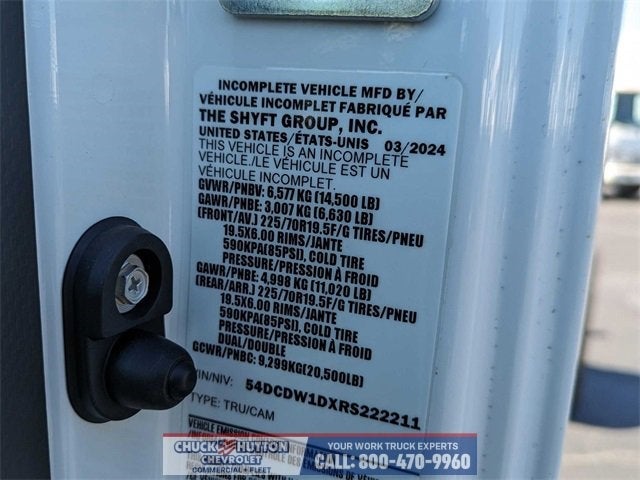 INCOMPLETE VEHICLE MFD BY/
VÉHICULE INCOMPLET FABRIQUÉ PAR
THE SHYFT GROUP, INC.
UNITED STATES/ÉTATS-UNIS 03/2024
THIS VEHICLE IS AN INCOMPLETE
VEHICLE./LE VÉHICULE EST UN
VÉHICULE INCOMPLET.
GVWR/PNBV: 6,577 KG (14,500 LB)
GAWR/PNBE: 3,007 KG (6,630 LB)
(FRONT/AV.) 225/70R19.5F/G TIRES/PNEU
19.5X6.00 RIMS/JANTE
590KPA(85PSI), COLD TIRE
PRESSURE/PRESSION À FROID
GAWR/PNBE: 4,998 KG (11,020 LB)
(REAR/ARR.) 225/70R19.5F/G TIRES/PNEU
19.5X6.00 RIMS/JANTE
590KPA(85PSI), COLD TIRE
PRESSURE/PRESSION À FROID
DUAL/DOUBLE
GCWR/PNBC: 9,299KG(20,500LB)
VIN/NIV: 54DCDW1DXRS222211
TYPE: TRU/CAM
VEHICLE EMISSION
CHUCK HUTTON
CHEVROLET
COMMERCIAL & FLEET
YOUR WORK TRUCK EXPERTS
CALL: 800-470-9960